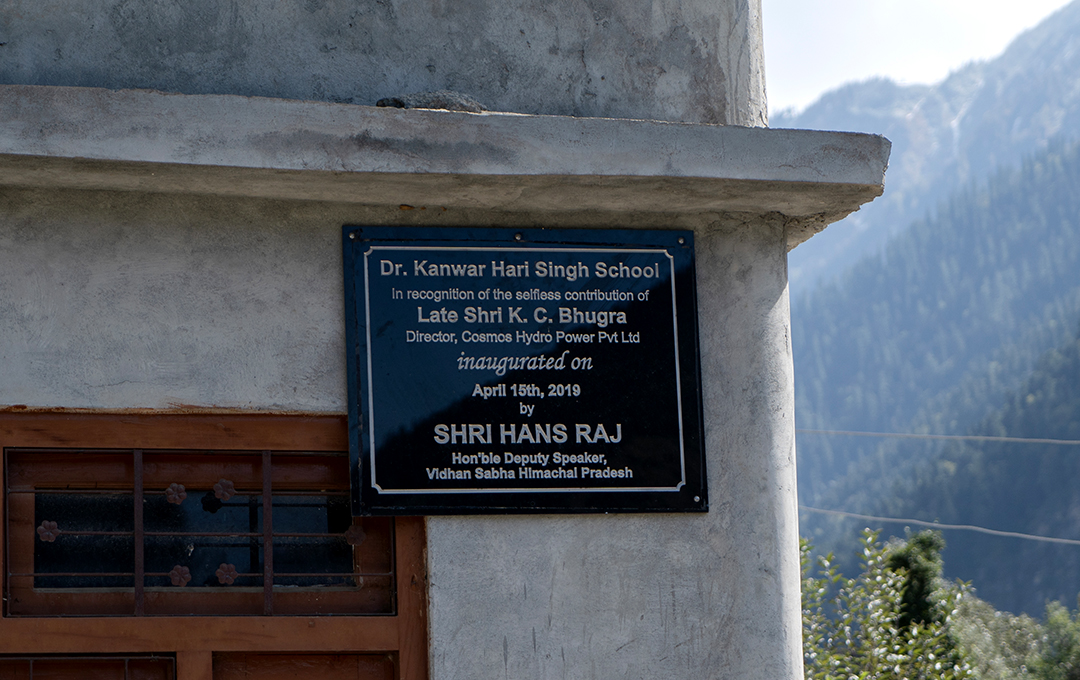 Dr. Kanwar Hari Singh School
In recognition of the selfless contribution of
Late Shri K. C. Bhugra
Director, Cosmos Hydro Power Pvt Ltd
inaugurated on
April 15th, 2019
by
SHRI HANS RAJ
Hon'ble Deputy Speaker,
Vidhan Sabha Himachal Pradesh